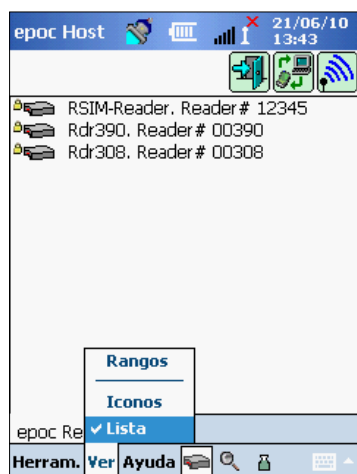 epoc Host 21/06/10
13:43
RSIM-Reader. Reader# 12345
Rdr390. Reader# 00390
Rdr308. Reader# 00308
Rangos
Iconos
Lista
epoc Re
Herram. Ver Ayuda